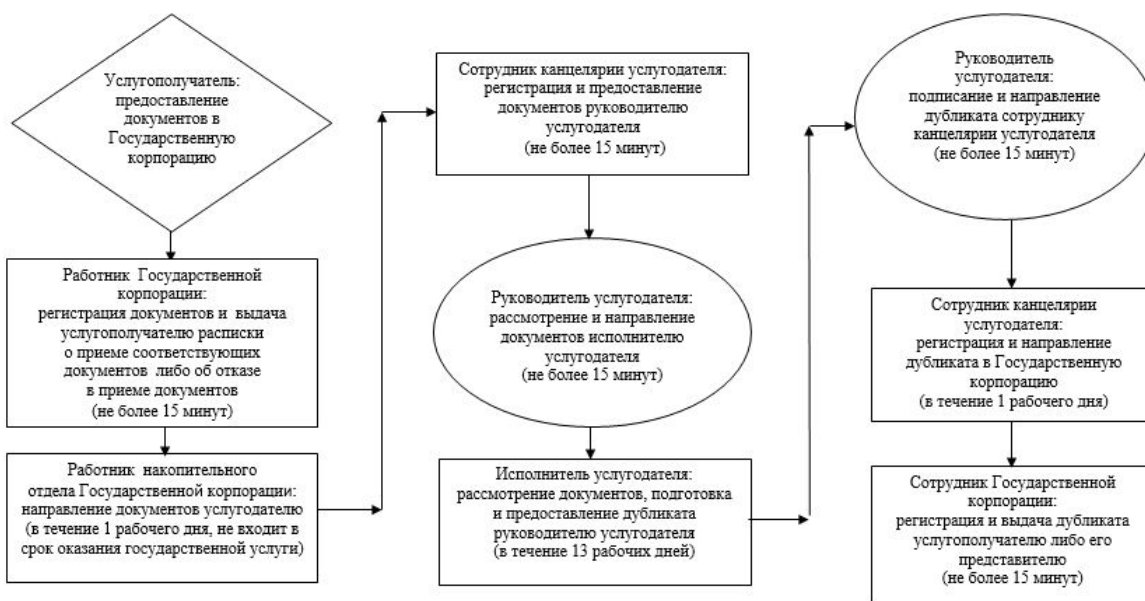 Услугополучатель:
предоставление
документов в
Государственную
корпорацию
Работник Государственной
корпорации:
регистрация документов и выдача
услугополучателю расписки
о приеме соответствующих
документов либо об отказе
в приеме документов
(не более 15 минут)
Работник накопительного
отдела Государственной корпорации:
направление документов услугодателю
(в течение 1 рабочего дня, не входит в
срок оказания государственной услуги)
Сотрудник канцелярии услугодателя:
регистрация и предоставление
документов руководителю
услугодателя
(не более 15 минут)
Руководитель услугодателя:
рассмотрение и направление
документов исполнителю
услугодателя
(не более 15 минут)
Исполнитель услугодателя:
рассмотрение документов, подготовка
и предоставление дубликата
руководителю услугодателя
(в течение 13 рабочих дней)
Руководитель
услугодателя:
подписание и направление
дубликата сотруднику
канцелярии услугодателя
(не более 15 минут)
Сотрудник канцелярии
услугодателя:
регистрация и направление
дубликата в Государственную
корпорацию
(в течение 1 рабочего дня)
Сотрудник Государственной
корпорации:
регистрация и выдача дубликата
услугополучателю либо его
представителю
(не более 15 минут)